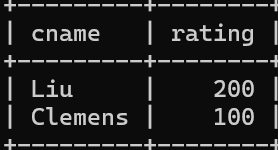 | cname | rating |
| Liu | 200 |
| Clemens | 100 |